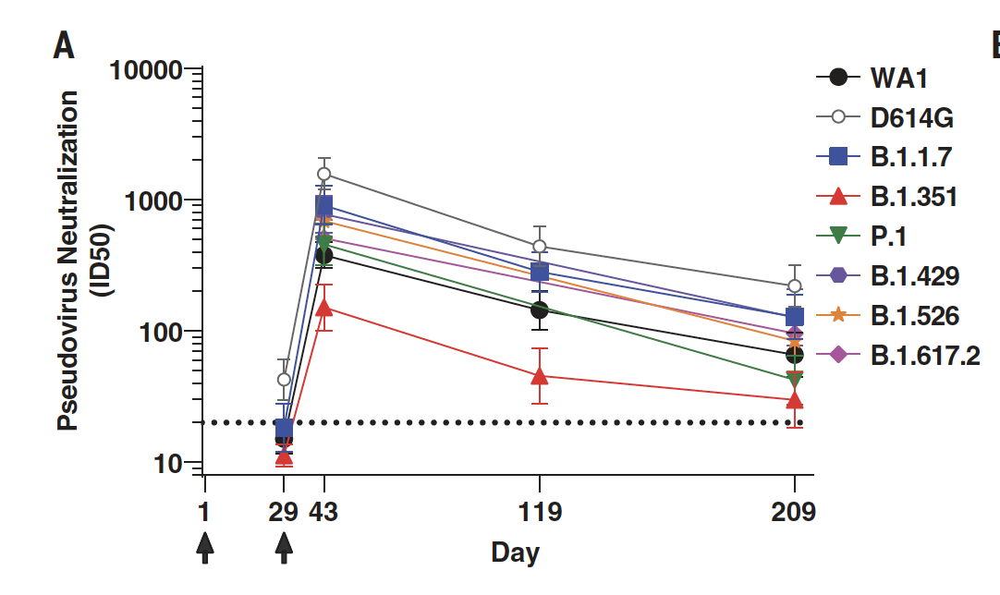 A
10000
1000
100
10
Pseudovirus Neutralization
(ID50)
1 29 43 119 209
Day
WA1
D614G
B.1.1.7
B.1.351
P.1
B.1.429
B.1.526
B.1.617.2